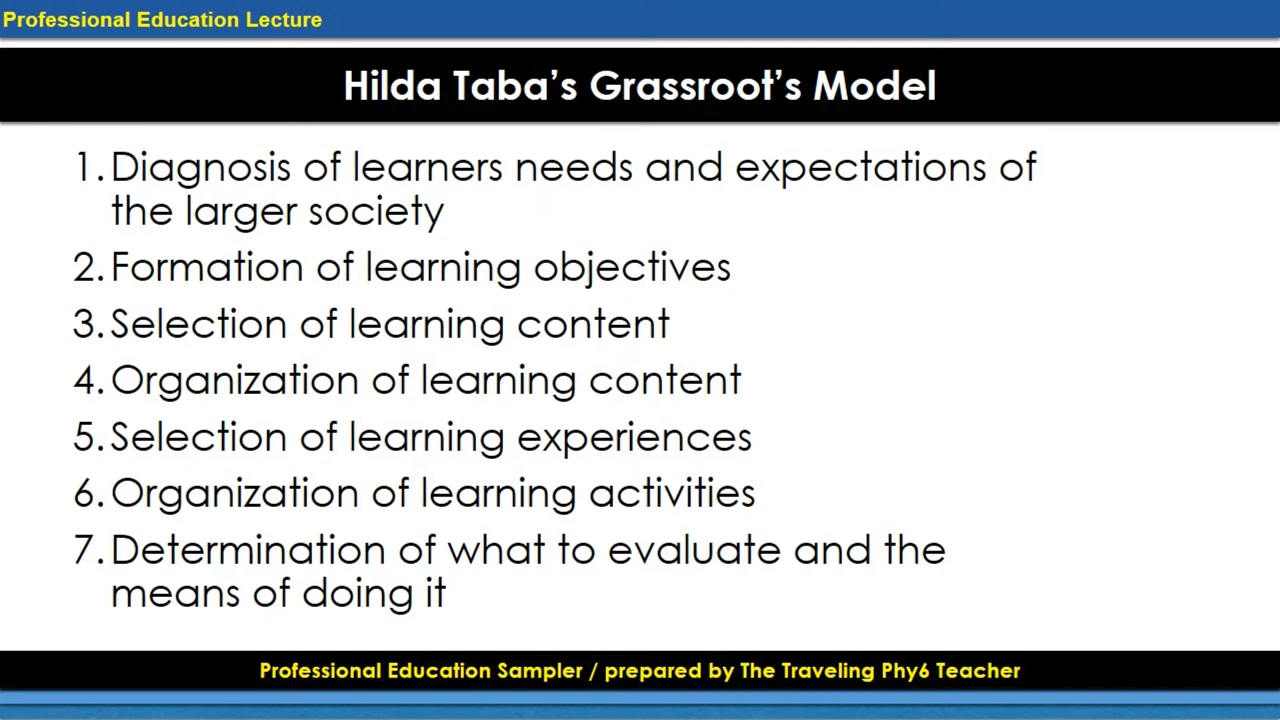 Professional Education Lecture
Hilda Taba’s Grassroot’s Model
1. Diagnosis of learners needs and expectations of
the larger society
2. Formation of learning objectives
3. Selection of learning content
4. Organization of learning content
5. Selection of learning experiences
6. Organization of learning activities
7. Determination of what to evaluate and the
means of doing it
Professional Education Sampler / prepared by The Traveling Phy6 Teacher